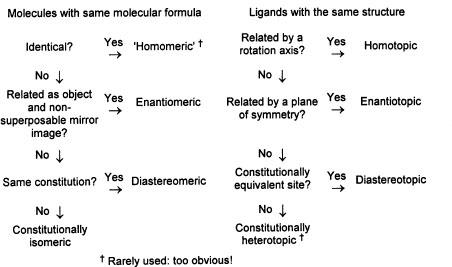 Molecules with same molecular formula
Identical? Yes → 'Homomeric' †
No ↓
Related as object
and non-
superposable mirror
image?
Yes → Enantiomeric
No ↓
Same constitution? Yes → Diastereomeric
No ↓
Constitutionally
isomeric
Ligands with the same structure
Related by a
rotation axis?
Yes → Homotopic
No ↓
Related by a plane
of symmetry?
Yes → Enantiotopic
No ↓
Constitutionally
equivalent site?
Yes → Diastereotopic
No ↓
Constitutionally
heterotopic †
† Rarely used: too obvious!